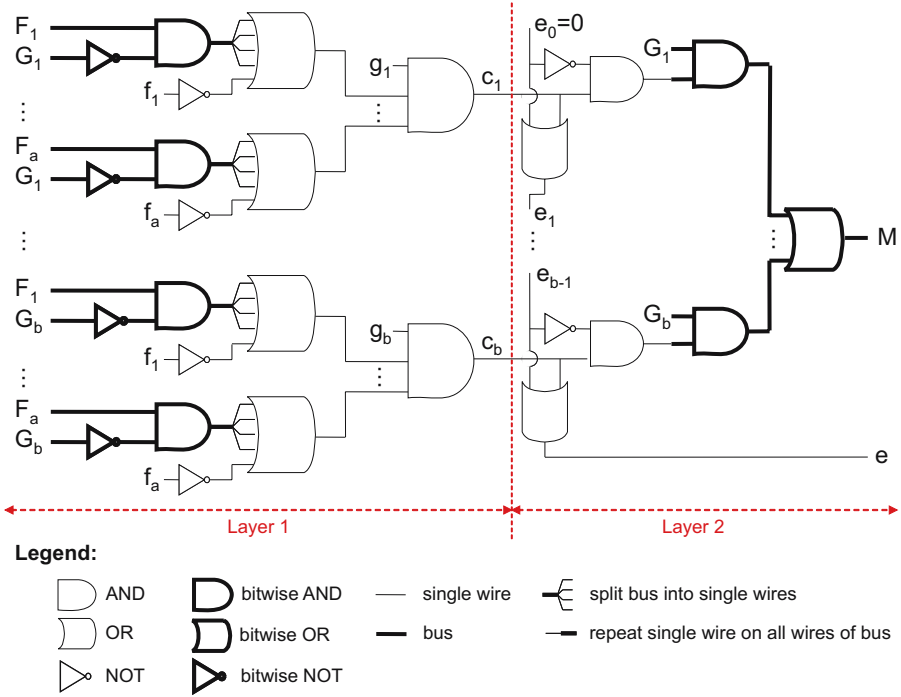 F1
G1
f1
...
Fa
G1
fa
...
F1
Gb
f1
...
Fa
Gb
fa
g1
...
c1
gb
...
cb
e0=0
e1
...
eb-1
G1
Gb
...
M
e
Layer 1
Layer 2
Legend:
AND
bitwise AND
single wire
split bus into single wires
OR
bitwise OR
bus
repeat single wire on all wires of bus
NOT
bitwise NOT